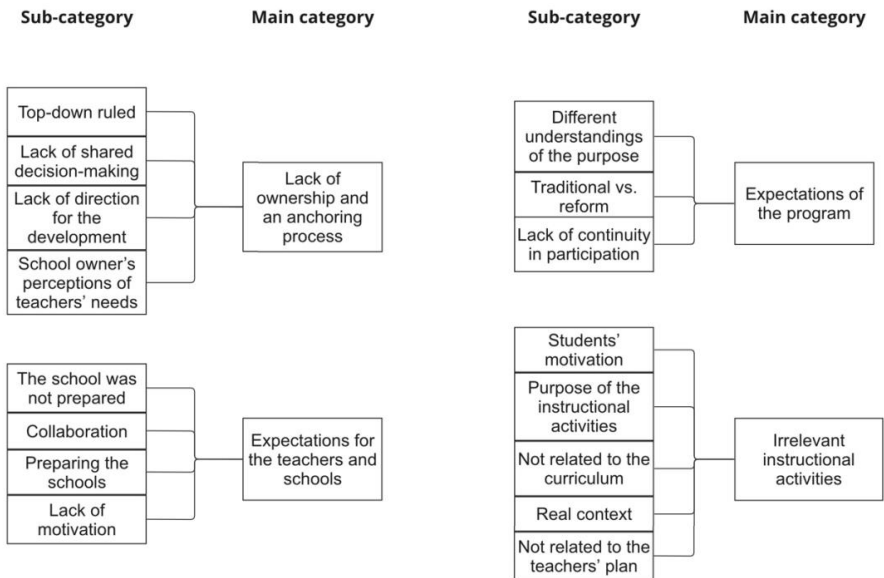 Sub-category
Main category
Top-down ruled
Lack of shared
decision-making
Lack of direction
for the
development
School owner's
perceptions of
teachers' needs
Lack of
ownership and
an anchoring
process
The school was
not prepared
Collaboration
Preparing the
schools
Lack of
motivation
Expectations for
the teachers and
schools
Sub-category
Main category
Different
understandings
of the purpose
Traditional vs.
reform
Lack of continuity
in participation
Expectations of
the program
Students'
motivation
Purpose of the
instructional
activities
Not related to the
curriculum
Real context
Not related to the
teachers' plan
Irrelevant
instructional
activities